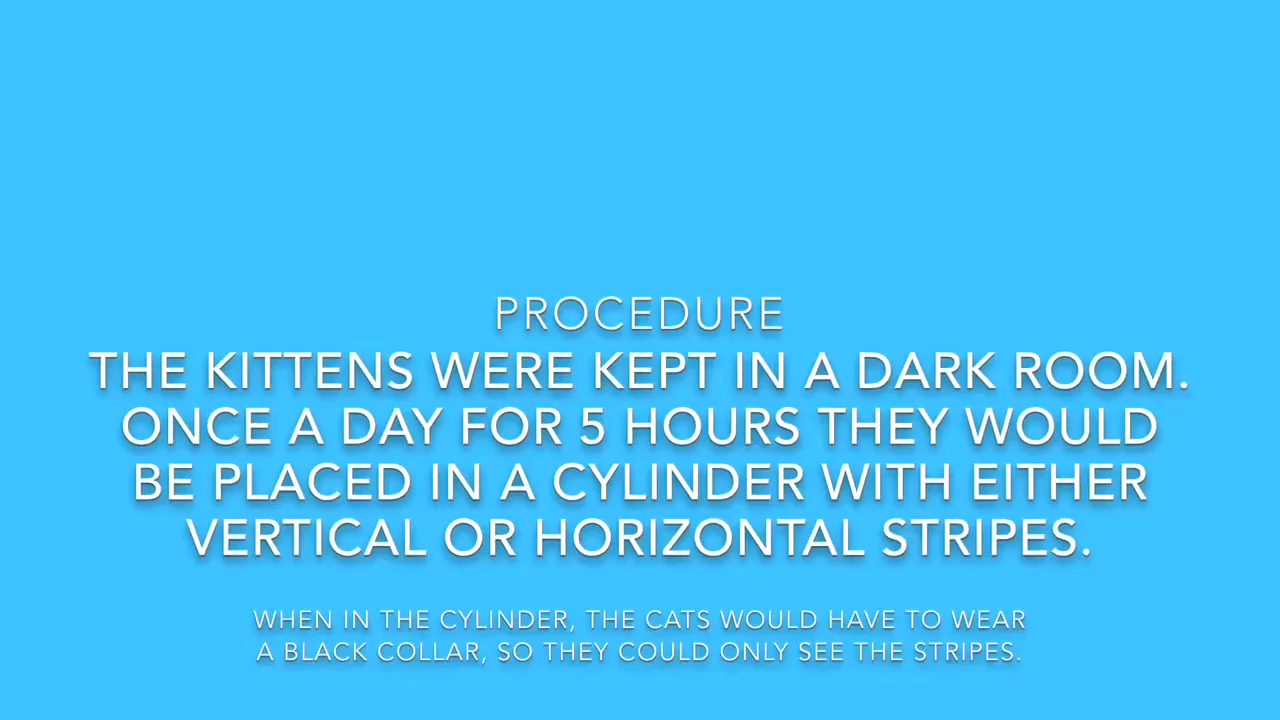 PROCEDURE
THE KITTENS WERE KEPT IN A DARK ROOM.
ONCE A DAY FOR 5 HOURS THEY WOULD
BE PLACED IN A CYLINDER WITH EITHER
VERTICAL OR HORIZONTAL STRIPES.
WHEN IN THE CYLINDER, THE CATS WOULD HAVE TO WEAR
A BLACK COLLAR, SO THEY COULD ONLY SEE THE STRIPES.